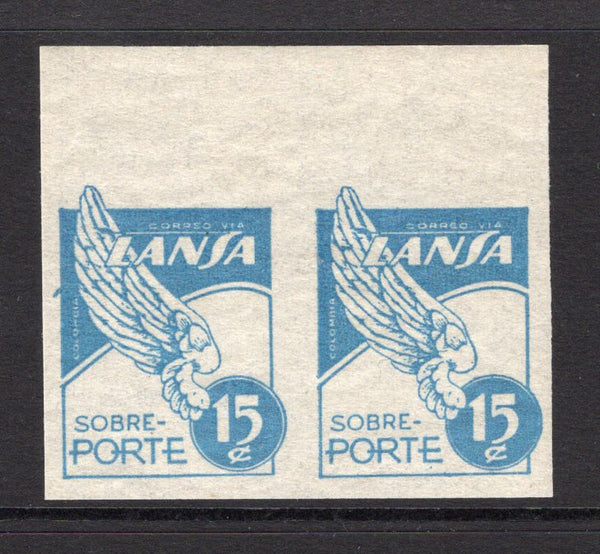 CORREO VIA
LANSA
COLOMBIA
SOBRE-
PORTE
15
¢
CORREO VIA
LANSA
COLOMBIA
SOBRE-
PORTE
15
¢